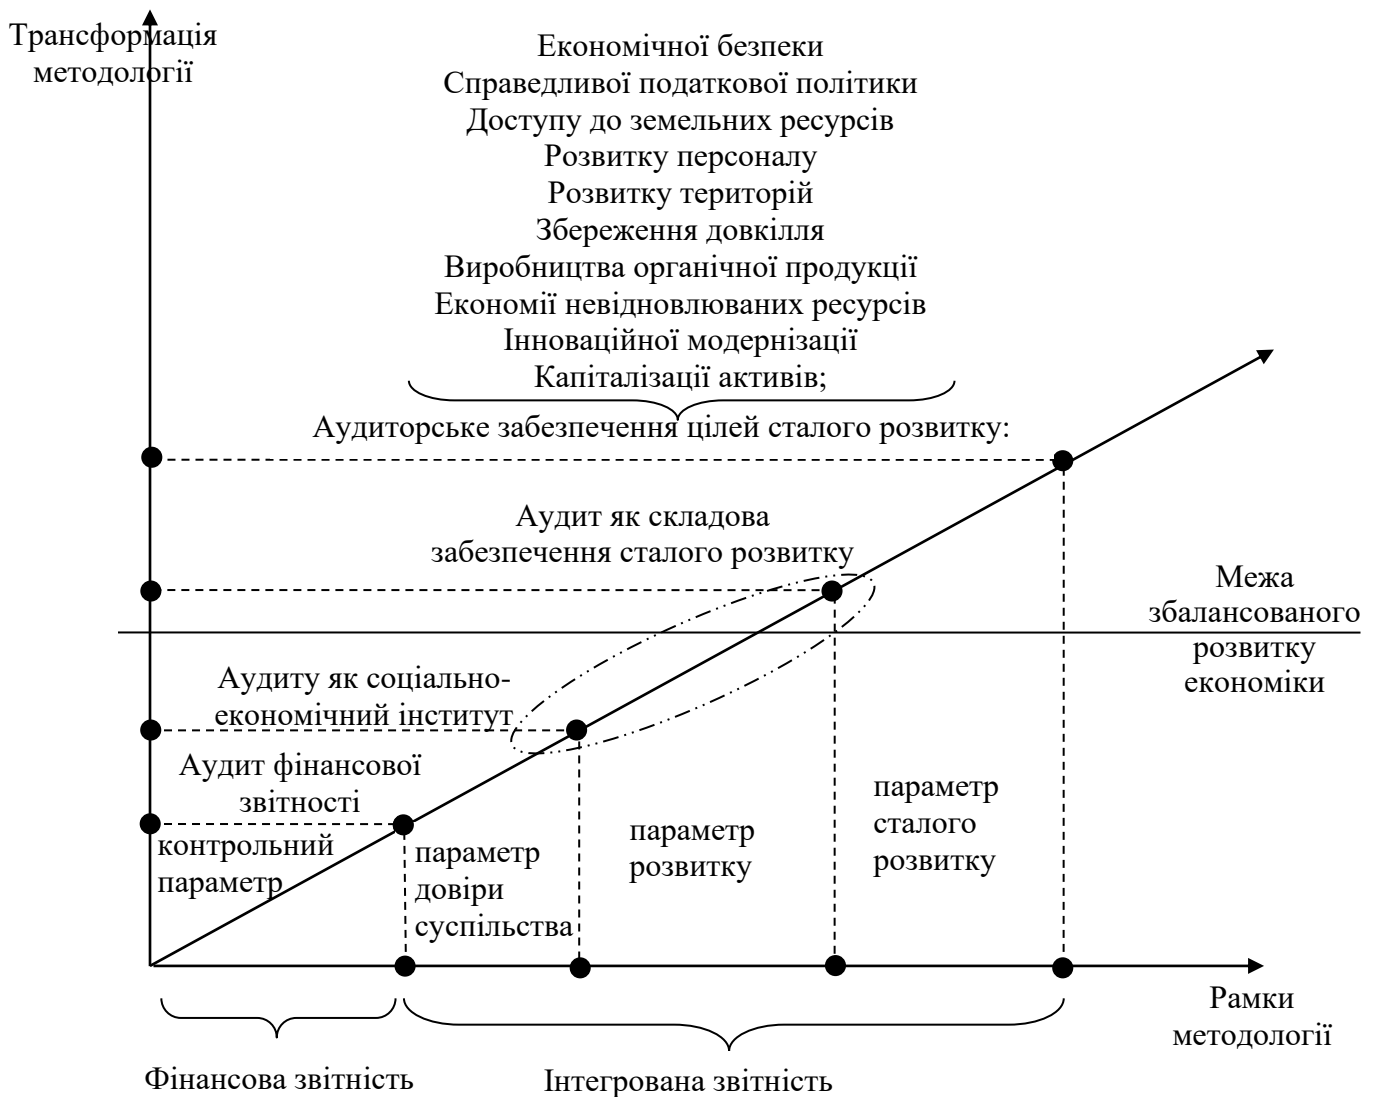 Трансформація
методології
Економічної безпеки
Справедливої податкової політики
Доступу до земельних ресурсів
Розвитку персоналу
Розвитку територій
Збереження довкілля
Виробництва органічної продукції
Економії невідновлюваних ресурсів
Інноваційної модернізації
Капіталізації активів;
Аудиторське забезпечення цілей сталого розвитку:
Аудит як складова
забезпечення сталого розвитку
Межа
збалансованого
розвитку
економіки
Аудиту як соціально-
економічний інститут
Аудит фінансової
звітності
контрольний
параметр
параметр
довіри
суспільства
параметр
розвитку
параметр
сталого
розвитку
Рамки
методології
Фінансова звітність
Інтегрована звітність